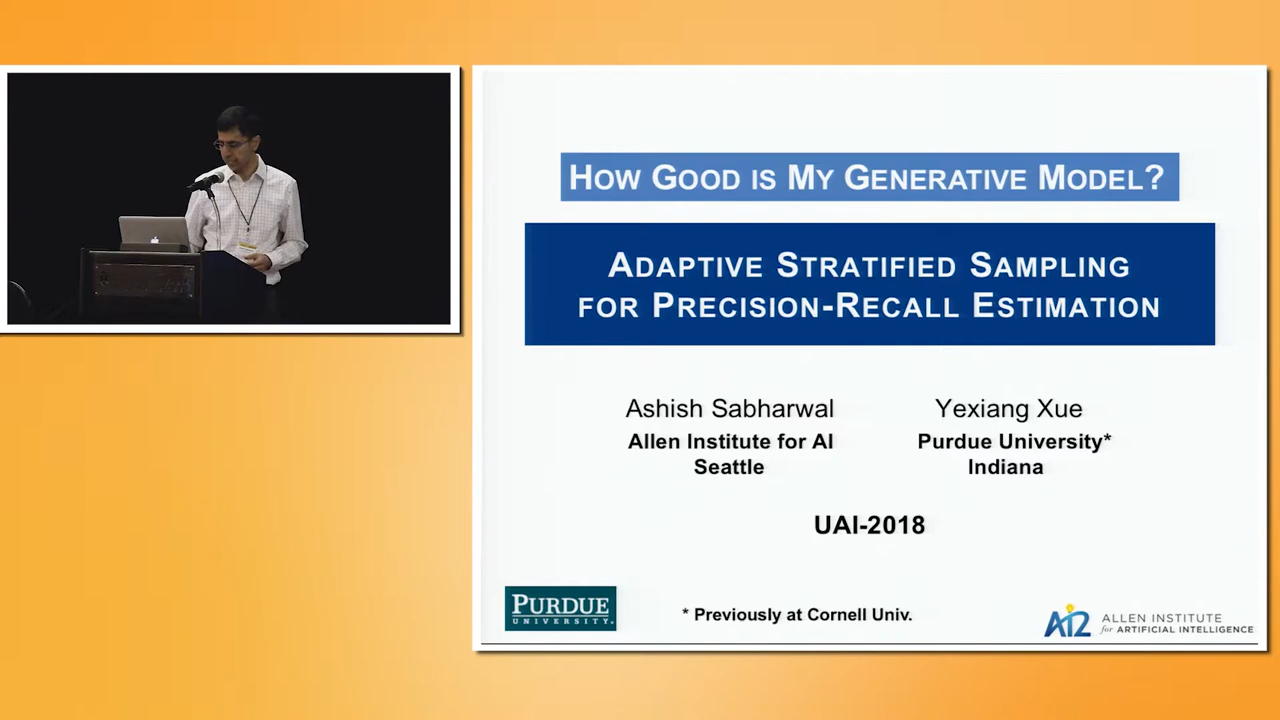 HOW GOOD IS MY GENERATIVE MODEL?
ADAPTIVE STRATIFIED SAMPLING
FOR PRECISION-RECALL ESTIMATION
Ashish Sabharwal
Allen Institute for AI
Seattle
Yexiang Xue
Purdue University*
Indiana
UAI-2018
PURDUE
UNIVERSITY.
* Previously at Cornell Univ.
Ai2
ALLEN INSTITUTE
for ARTIFICIAL INTELLIGENCE